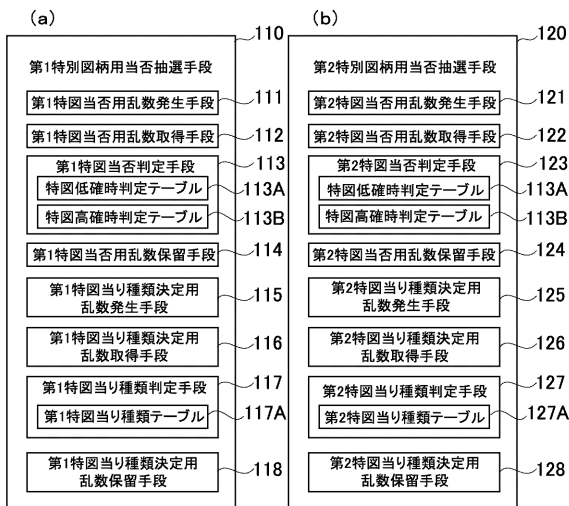 (a)
110
第1特別図柄用当否抽選手段
第1特図当否用乱数発生手段
111
第1特図当否用乱数取得手段
112
第1特図当否判定手段
113
特図低確時判定テーブル
113A
特図高確時判定テーブル
113B
第1特図当否用乱数保留手段
114
第1特図当り種類決定用
乱数発生手段
115
第1特図当り種類決定用
乱数取得手段
116
第1特図当り種類判定手段
117
第1特図当り種類テーブル
117A
第1特図当り種類決定用
乱数保留手段
118
(b)
120
第2特別図柄用当否抽選手段
第2特図当否用乱数発生手段
121
第2特図当否用乱数取得手段
122
第2特図当否判定手段
123
特図低確時判定テーブル
113A
特図高確時判定テーブル
113B
第2特図当否用乱数保留手段
124
第2特図当り種類決定用
乱数発生手段
125
第2特図当り種類決定用
乱数取得手段
126
第2特図当り種類判定手段
127
第2特図当り種類テーブル
127A
第2特図当り種類決定用
乱数保留手段
128